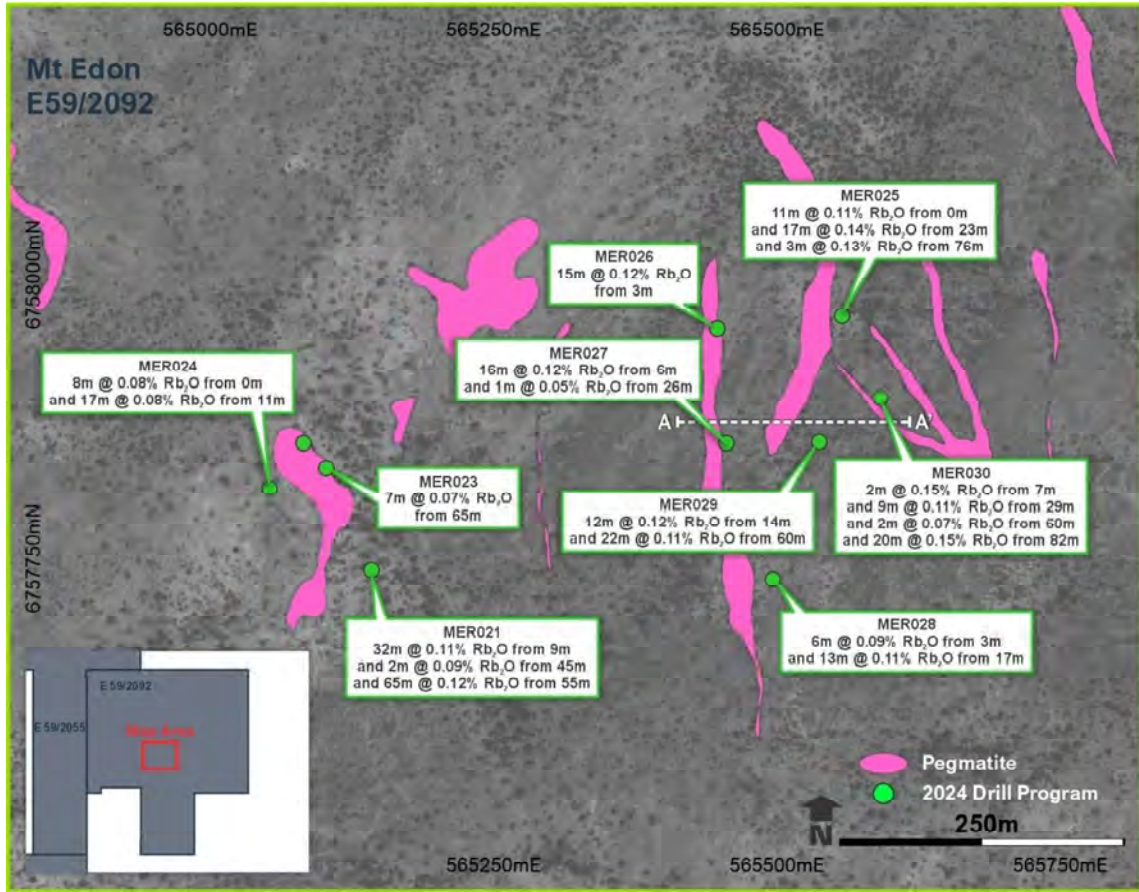 565000mE
565250mE
565500mE
Mt Edon
E59/2092
6758000mN
6757750mN
MER025
11m @ 0.11% Rb₂O from 0m
and 17m @ 0.14% Rb₂O from 23m
and 3m @ 0.13% Rb₂O from 76m
MER026
15m @ 0.12% Rb₂O
from 3m
MER027
16m @ 0.12% Rb₂O from 6m
and 1m @ 0.05% Rb₂O from 26m
MER024
8m @ 0.08% Rb₂O from 0m
and 17m @ 0.08% Rb₂O from 11m
A
A'
MER023
7m @ 0.07% Rb₂O
from 65m
MER029
12m @ 0.12% Rb₂O from 14m
and 22m @ 0.11% Rb₂O from 60m
MER030
2m @ 0.15% Rb₂O from 7m
and 9m @ 0.11% Rb₂O from 29m
and 2m @ 0.07% Rb₂O from 60m
and 20m @ 0.15% Rb₂O from 82m
MER021
32m @ 0.11% Rb₂O from 9m
and 2m @ 0.09% Rb₂O from 45m
and 65m @ 0.12% Rb₂O from 55m
MER028
6m @ 0.09% Rb₂O from 3m
and 13m @ 0.11% Rb₂O from 17m
E 59/2092
E 59/2055
Map Area
Pegmatite
2024 Drill Program
N
250m
565250mE
565500mE
565750mE